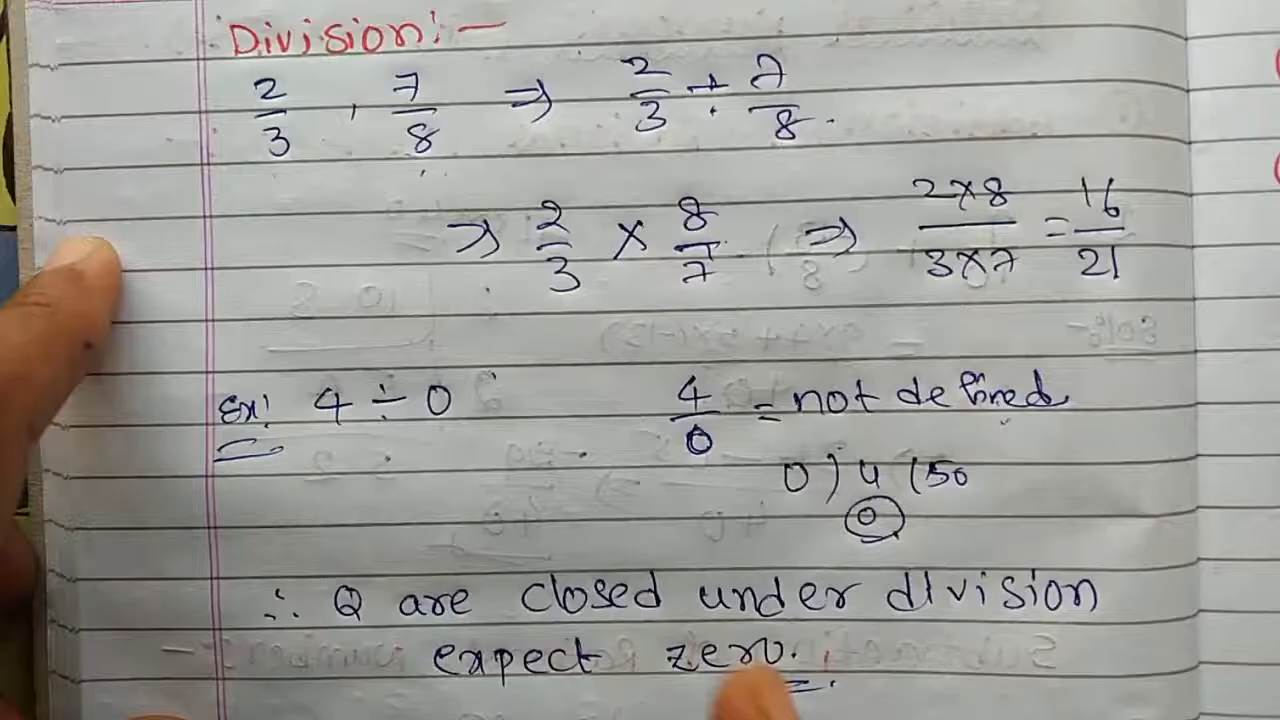 Division:-
2/3 , 7/8 ⇒ 2/3 ÷ 7/8.
⇒ 2/3 × 8/7 ⇒ 2×8/3×7 = 16/21
Ex: 4 ÷ 0 4/0 = not defined
0 ) 4 ( 50
0
∴ Q are closed under division
expect zero.